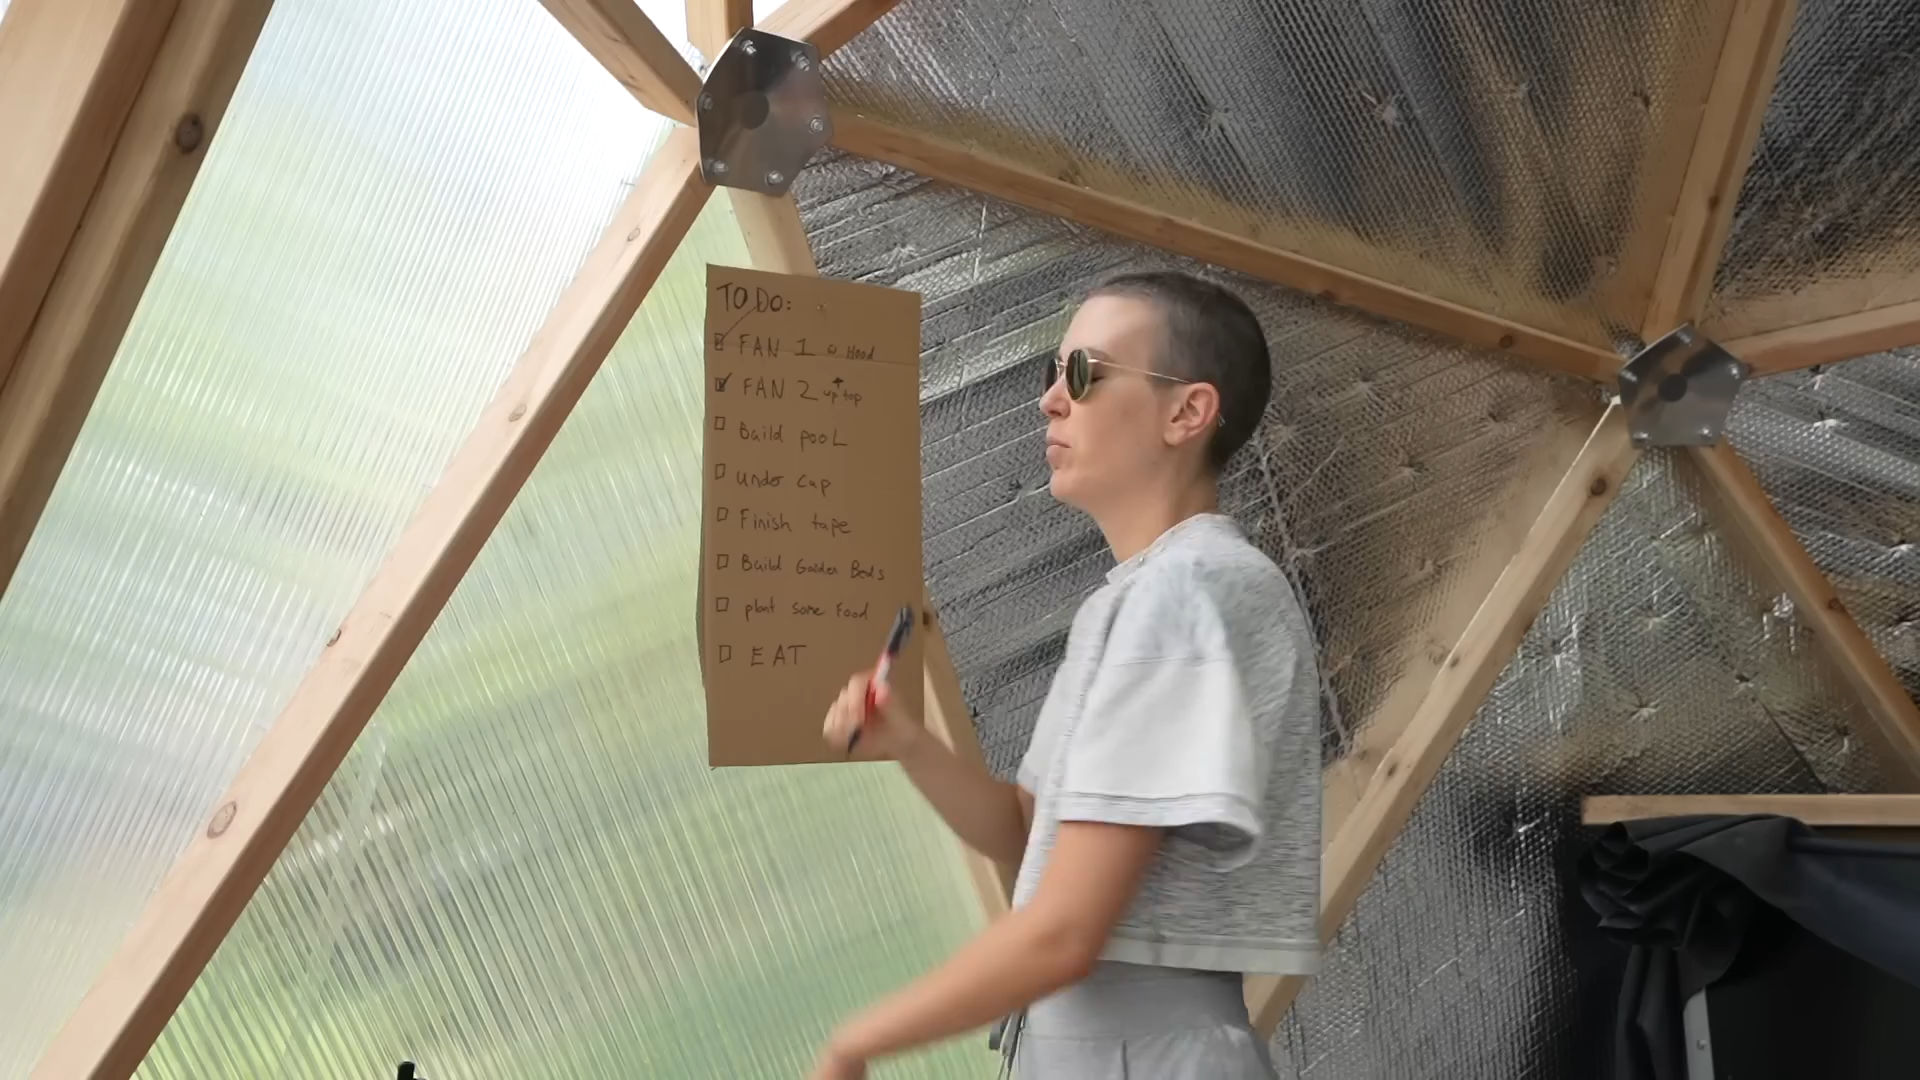 TO DO:
FAN 1 @ Hood
FAN 2 up top
Build pooL
under cap
Finish tape
Build Garden Beds
plant some Food
EAT